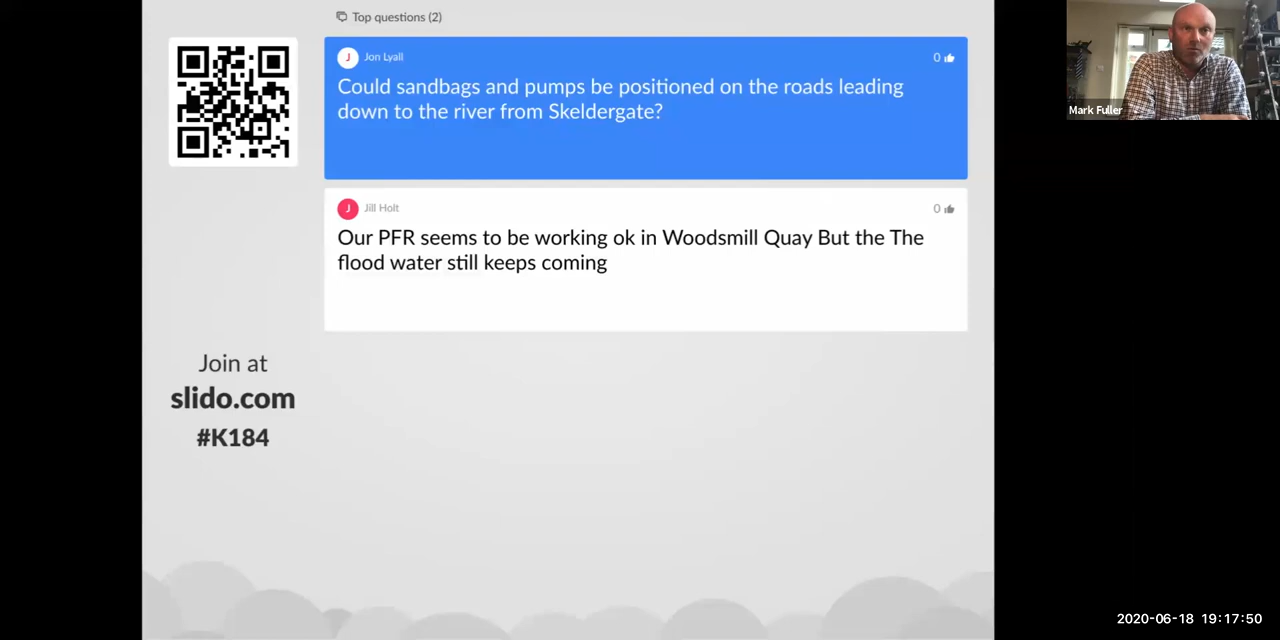 Top questions (2)
J Jon Lyall 0
Could sandbags and pumps be positioned on the roads leading
down to the river from Skeldergate?
J Jill Holt 0
Our PFR seems to be working ok in Woodsmill Quay But the The
flood water still keeps coming
Join at
slido.com
#K184
Mark Fuller
2020-06-18 19:17:50